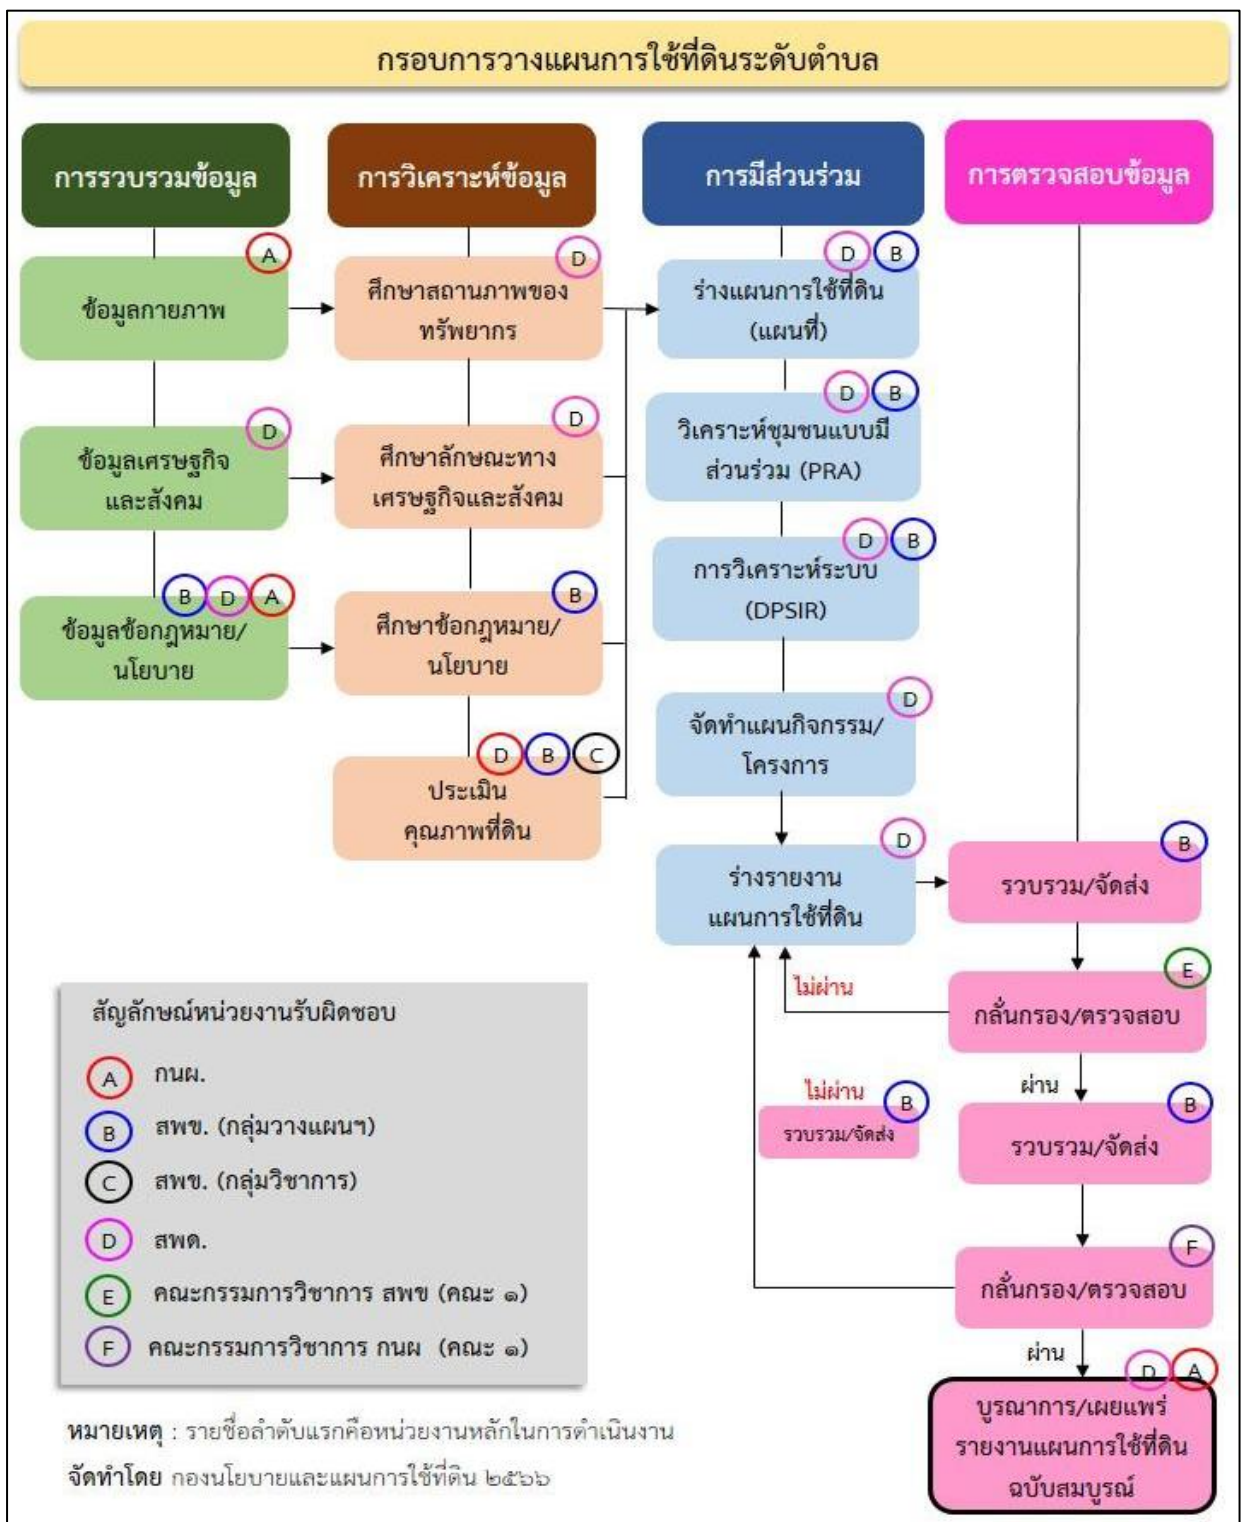 กรอบการวางแผนการใช้ที่ดินระดับตำบล
การรวบรวมข้อมูล
A
ข้อมูลกายภาพ
D
ข้อมูลเศรษฐกิจ
และสังคม
B D A
ข้อมูลข้อกฎหมาย/
นโยบาย
การวิเคราะห์ข้อมูล
D
ศึกษาสถานภาพของ
ทรัพยากร
D
ศึกษาลักษณะทาง
เศรษฐกิจและสังคม
B
ศึกษาข้อกฎหมาย/
นโยบาย
D B C
ประเมิน
คุณภาพที่ดิน
การมีส่วนร่วม
D B
ร่างแผนการใช้ที่ดิน
(แผนที่)
D B
วิเคราะห์ชุมชนแบบมี
ส่วนร่วม (PRA)
D B
การวิเคราะห์ระบบ
(DPSIR)
D
จัดทำแผนกิจกรรม/
โครงการ
D
ร่างรายงาน
แผนการใช้ที่ดิน
การตรวจสอบข้อมูล
B
รวบรวม/จัดส่ง
E
กลั่นกรอง/ตรวจสอบ
ไม่ผ่าน
ผ่าน
B
รวบรวม/จัดส่ง
F
กลั่นกรอง/ตรวจสอบ
ไม่ผ่าน
B
รวบรวม/จัดส่ง
ผ่าน
D A
บูรณาการ/เผยแพร่
รายงานแผนการใช้ที่ดิน
ฉบับสมบูรณ์
สัญลักษณ์หน่วยงานรับผิดชอบ
A กนผ.
B สพข. (กลุ่มวางแผนฯ)
C สพข. (กลุ่มวิชาการ)
D สพด.
E คณะกรรมการวิชาการ สพข (คณะ ๑)
F คณะกรรมการวิชาการ กนผ (คณะ ๑)
หมายเหตุ : รายชื่อลำดับแรกคือหน่วยงานหลักในการดำเนินงาน
จัดทำโดย กองนโยบายและแผนการใช้ที่ดิน ๒๕๖๖